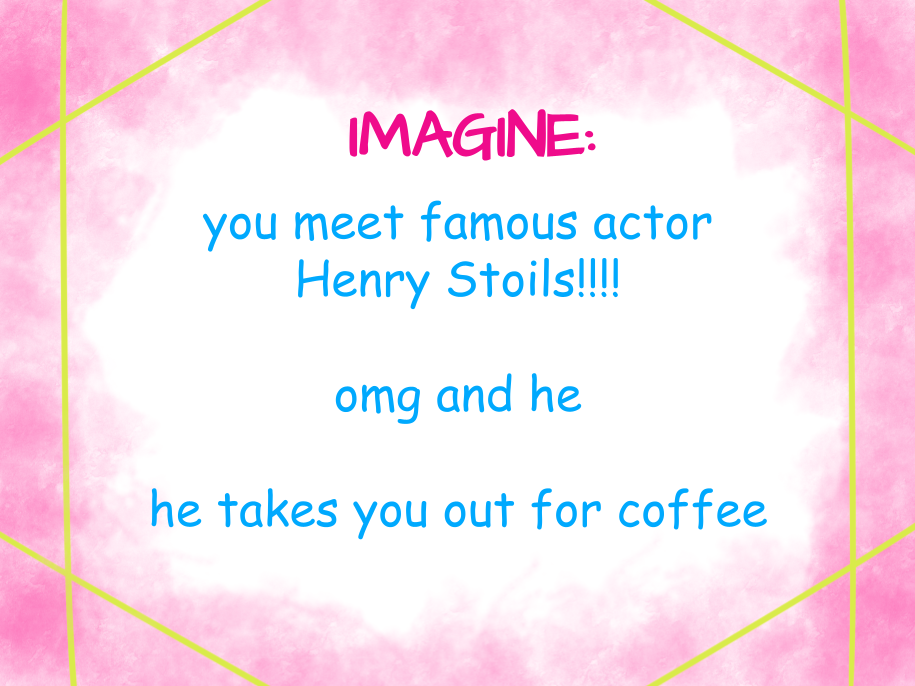 IMAGINE:
you meet famous actor
Henry Stoils!!!!
omg and he
he takes you out for coffee